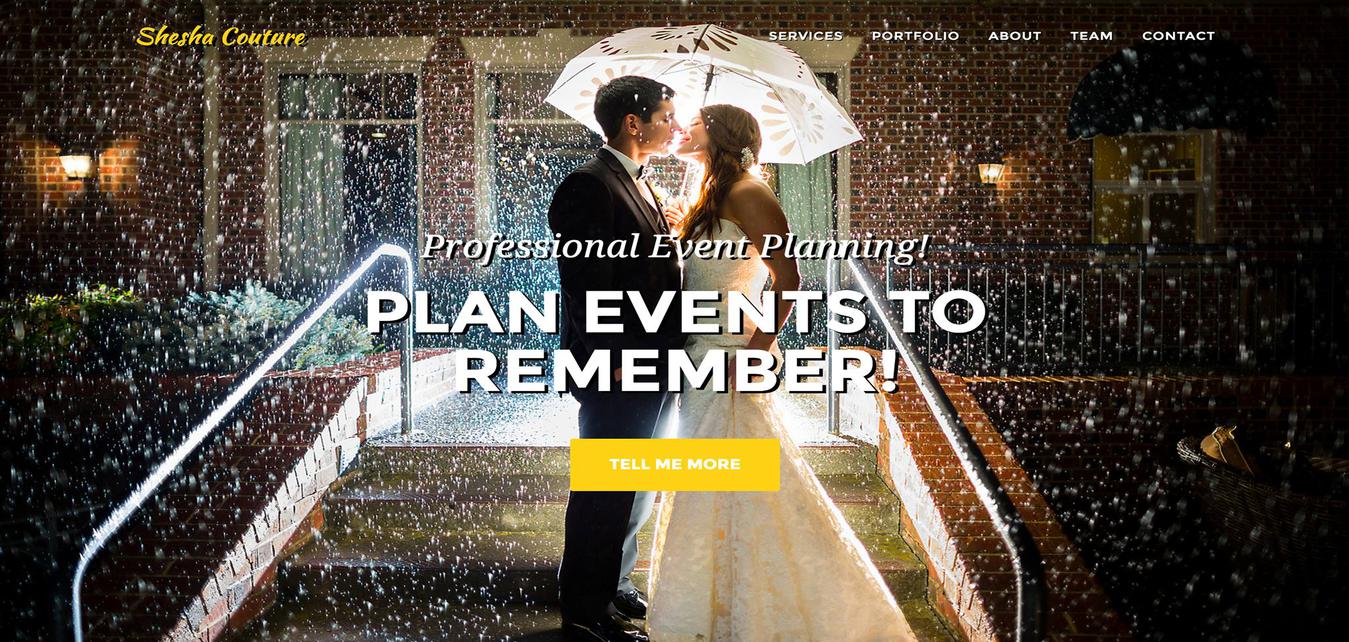 Shesha Couture
SERVICES PORTFOLIO ABOUT TEAM CONTACT
Professional Event Planning!
PLAN EVENTS TO
REMEMBER!
TELL ME MORE